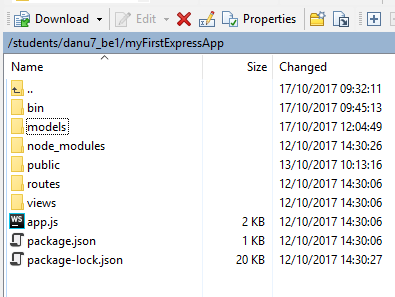 Download Edit Properties
/students/danu7_be1/myFirstExpressApp
Name Size Changed
.. 17/10/2017 09:32:11
bin 17/10/2017 09:45:13
models 17/10/2017 12:04:49
node_modules 12/10/2017 14:30:26
public 13/10/2017 10:13:16
routes 12/10/2017 14:30:06
views 12/10/2017 14:30:06
WS app.js 2 KB 12/10/2017 14:30:06
package.json 1 KB 12/10/2017 14:30:06
package-lock.json 20 KB 12/10/2017 14:30:27